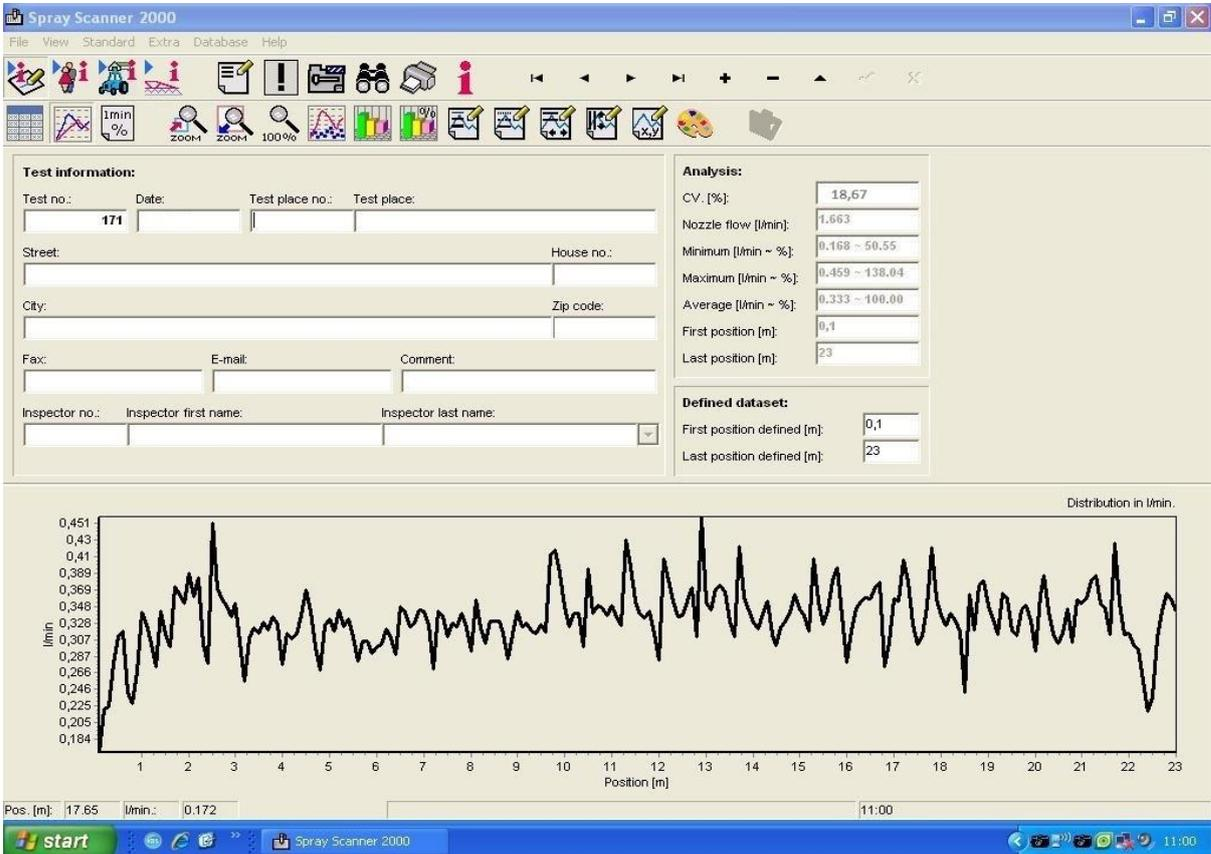 Spray Scanner 2000
File View Standard Extra Database Help
1min %
ZOOM ZOOM 100% % x,y
Test information:
Test no.: Date: Test place no.: Test place:
171
Street: House no.:
City: Zip code:
Fax: E-mail: Comment:
Inspector no.: Inspector first name: Inspector last name:
Analysis:
CV. [%]: 18,67
Nozzle flow [l/min]: 1.663
Minimum [l/min ~ %]: 0.168 ~ 50.55
Maximum [l/min ~ %]: 0.459 ~ 138.04
Average [l/min ~ %]: 0.333 ~ 100.00
First position [m]: 0,1
Last position [m]: 23
Defined dataset:
First position defined [m]: 0,1
Last position defined [m]: 23
Distribution in l/min.
0,451
0,43
0,41
0,389
0,369
0,348
0,328
0,307
0,287
0,266
0,246
0,225
0,205
0,184
l/min
1 2 3 4 5 6 7 8 9 10 11 12 13 14 15 16 17 18 19 20 21 22 23
Position [m]
Pos. [m]: 17.65 l/min.: 0.172 11:00
start Spray Scanner 2000 11:00